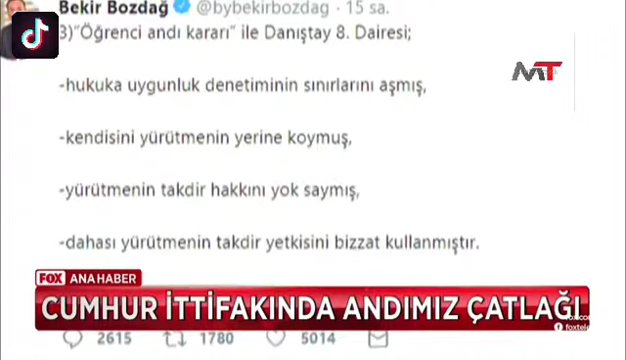 Bekir Bozdağ @bybekirbozdag · 15 sa.
3)"Öğrenci andı kararı" ile Danıştay 8. Dairesi;
-hukuka uygunluk denetiminin sınırlarını aşmış,
-kendisini yürütmenin yerine koymuş,
-yürütmenin takdir hakkını yok saymış,
-dahası yürütmenin takdir yetkisini bizzat kullanmıştır.
MT
FOX ANA HABER
CUMHUR İTTİFAKINDA ANDIMIZ ÇATLAĞI
2615 1780 5014